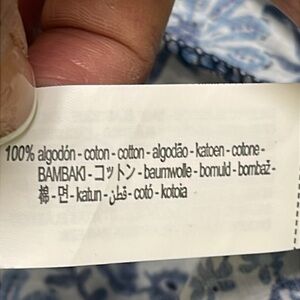 100% algodón - coton - cotton - algodão - katoen - cotone -
BAMBAKI - コットン - baumwolle - bomuld - bombaž -
棉 - 면 - katun - قطن - cotó - kotoia